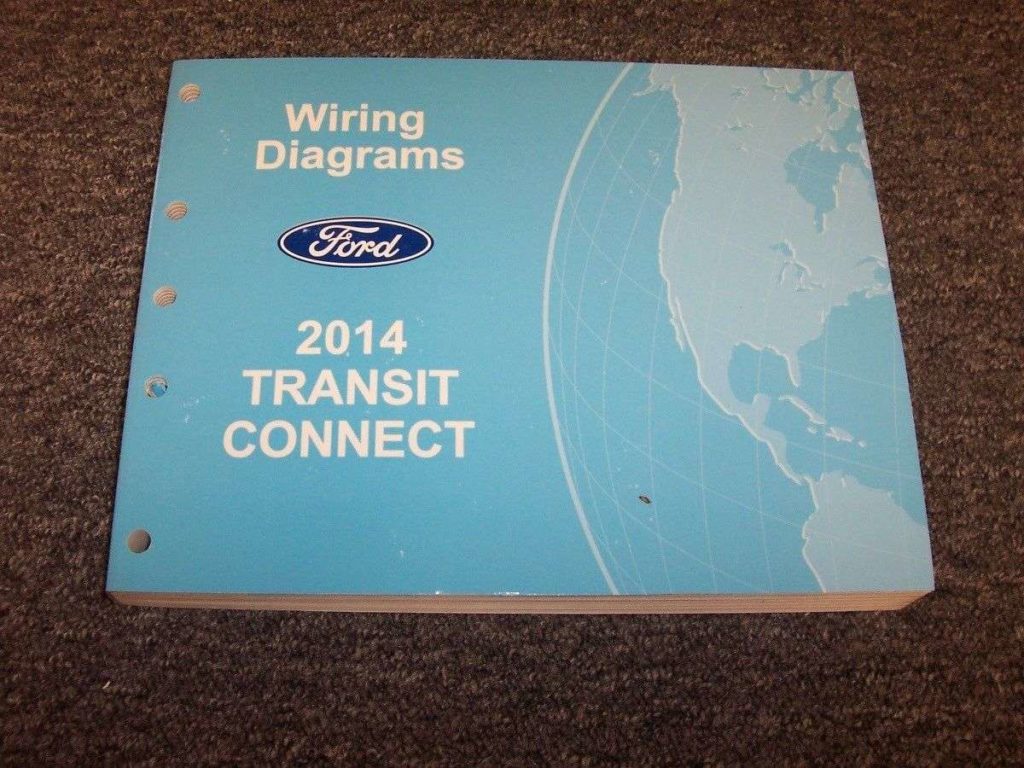 Wiring
Diagrams
Ford
2014
TRANSIT
CONNECT